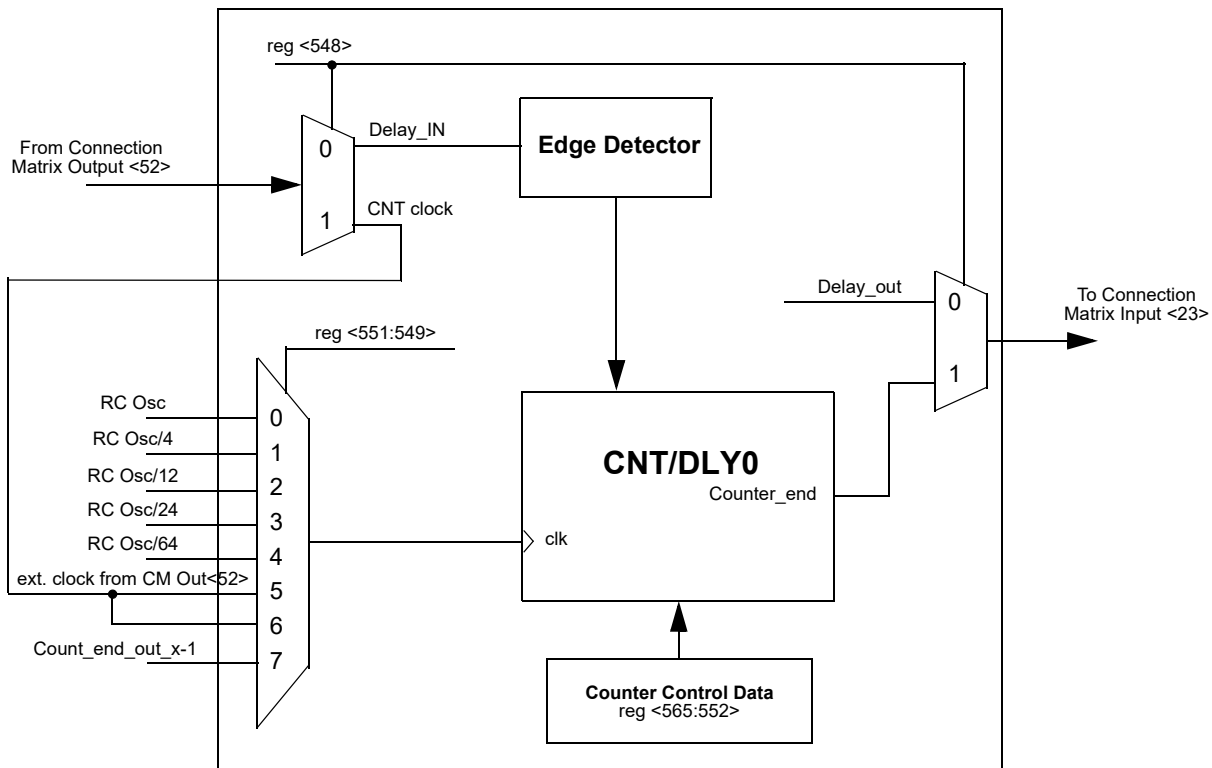 reg <548>
From Connection
Matrix Output <52>
0
1
Delay_IN
CNT clock
Edge Detector
Delay_out
0
1
To Connection
Matrix Input <23>
reg <551:549>
RC Osc
RC Osc/4
RC Osc/12
RC Osc/24
RC Osc/64
ext. clock from CM Out<52>
Count_end_out_x-1
0
1
2
3
4
5
6
7
CNT/DLY0
Counter_end
clk
Counter Control Data
reg <565:552>